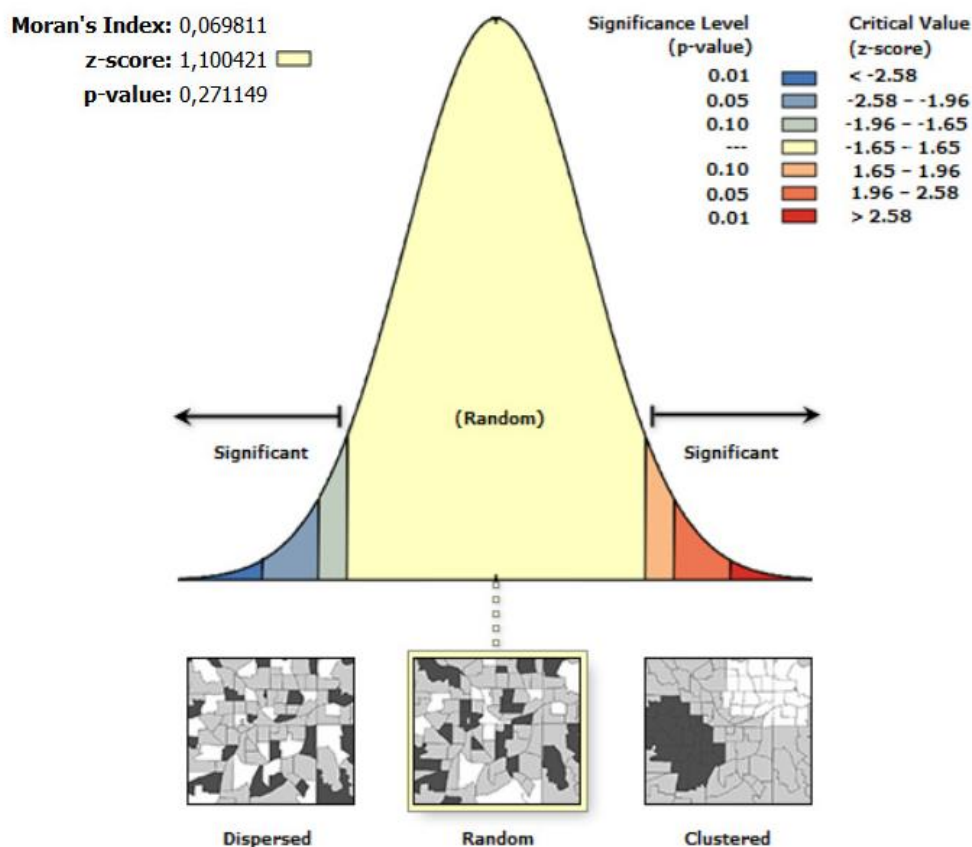 Moran's Index: 0,069811
z-score: 1,100421
p-value: 0,271149
Significance Level
(p-value)
Critical Value
(z-score)
0.01 < -2.58
0.05 -2.58 – -1.96
0.10 -1.96 – -1.65
--- -1.65 – 1.65
0.10 1.65 – 1.96
0.05 1.96 – 2.58
0.01 > 2.58
(Random)
Significant
Significant
Dispersed
Random
Clustered